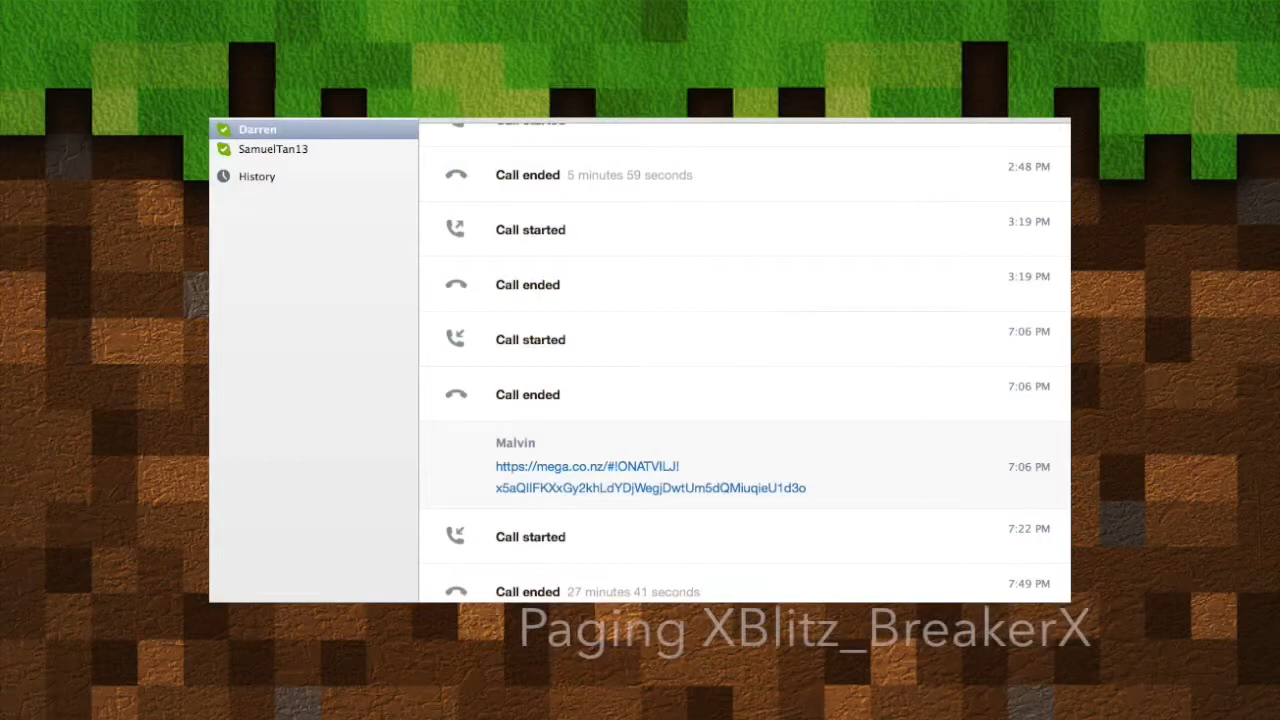 Darren
SamuelTan13
History
Call started
Call ended 5 minutes 59 seconds 2:48 PM
Call started 3:19 PM
Call ended 3:19 PM
Call started 7:06 PM
Call ended 7:06 PM
Malvin
https://mega.co.nz/#!ONATVILJ! 7:06 PM
x5aQIIFKXxGy2khLdYDjWegjDwtUm5dQMiuqieU1d3o
Call started 7:22 PM
Call ended 27 minutes 41 seconds 7:49 PM
Paging XBlitz_BreakerX